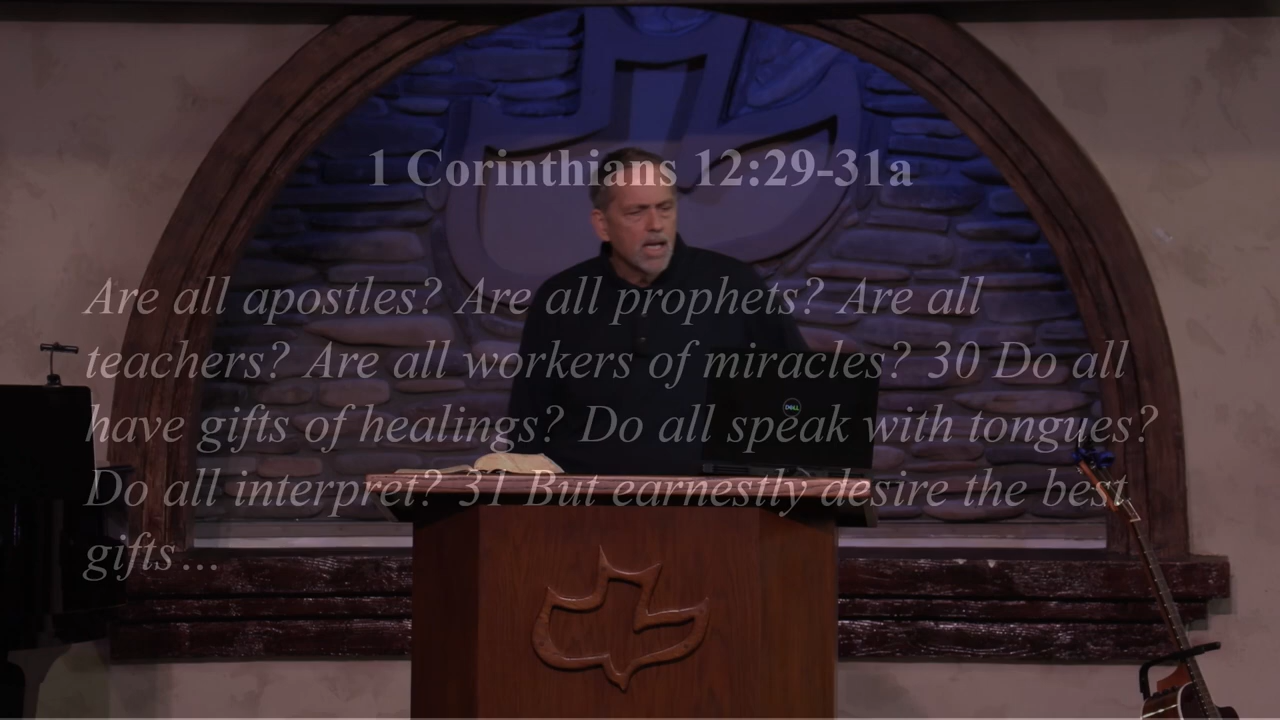 1 Corinthians 12:29-31a
Are all apostles? Are all prophets? Are all
teachers? Are all workers of miracles? 30 Do all
have gifts of healings? Do all speak with tongues?
Do all interpret? 31 But earnestly desire the best
gifts…
DELL